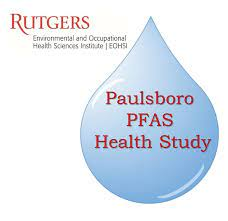 RUTGERS
Environmental and Occupational
Health Sciences Institute | EOHSI
Paulsboro
PFAS
Health Study